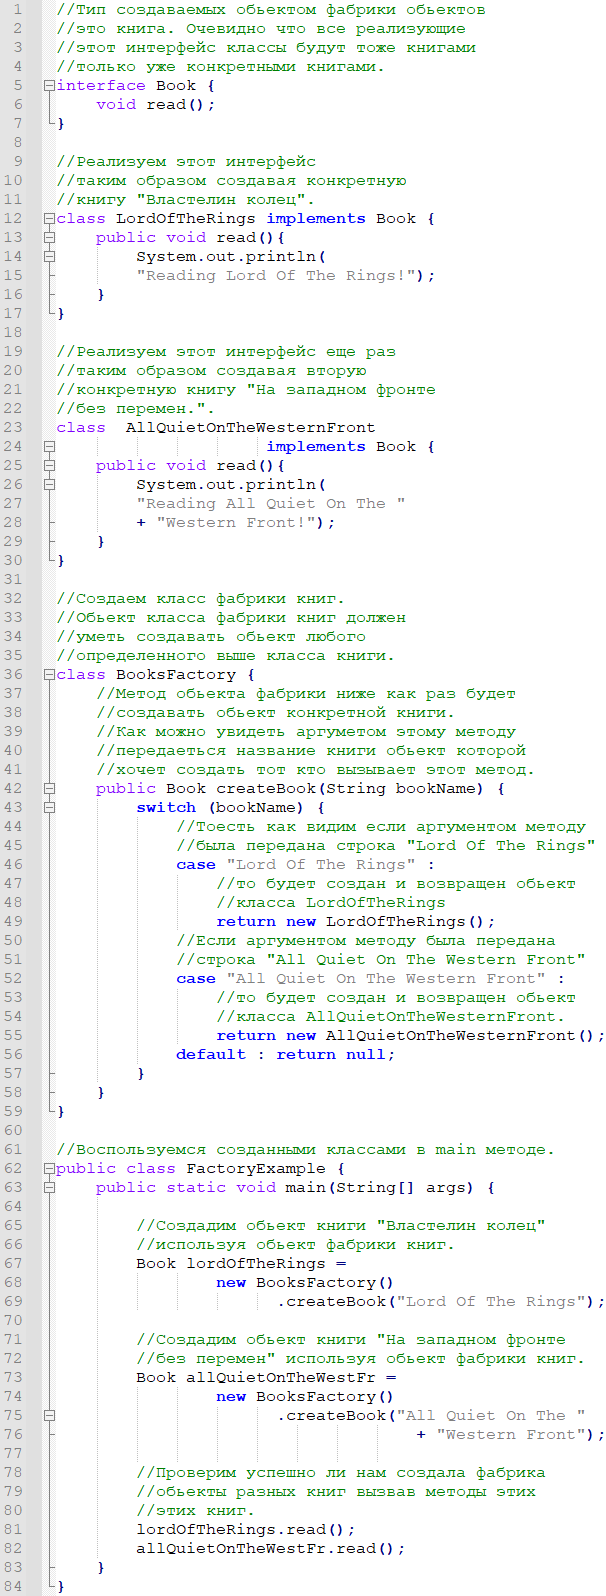 1 //Тип создаваемых обьектом фабрики обьектов
2 //это книга. Очевидно что все реализующие
3 //этот интерфейс классы будут тоже книгами
4 //только уже конкретными книгами.
5 interface Book {
6 void read();
7 }
8
9 //Реализуем этот интерфейс
10 //таким образом создавая конкретную
11 //книгу "Властелин колец".
12 class LordOfTheRings implements Book {
13 public void read(){
14 System.out.println(
15 "Reading Lord Of The Rings!");
16 }
17 }
18
19 //Реализуем этот интерфейс еще раз
20 //таким образом создавая вторую
21 //конкретную книгу "На западном фронте
22 //без перемен.".
23 class  AllQuietOnTheWesternFront
24 implements Book {
25 public void read(){
26 System.out.println(
27 "Reading All Quiet On The "
28 + "Western Front!");
29 }
30 }
31
32 //Создаем класс фабрики книг.
33 //Обьект класса фабрики книг должен
34 //уметь создавать обьект любого
35 //определенного выше класса книги.
36 class BooksFactory {
37 //Метод обьекта фабрики ниже как раз будет
38 //создавать обьект конкретной книги.
39 //Как можно увидеть аргуметом этому методу
40 //передаеться название книги обьект которой
41 //хочет создать тот кто вызывает этот метод.
42 public Book createBook(String bookName) {
43 switch (bookName) {
44 //Тоесть как видим если аргументом методу
45 //была передана строка "Lord Of The Rings"
46 case "Lord Of The Rings" :
47 //то будет создан и возвращен обьект
48 //класса LordOfTheRings
49 return new LordOfTheRings();
50 //Если аргументом методу была передана
51 //строка "All Quiet On The Western Front"
52 case "All Quiet On The Western Front" :
53 //то будет создан и возвращен обьект
54 //класса AllQuietOnTheWesternFront.
55 return new AllQuietOnTheWesternFront();
56 default : return null;
57 }
58 }
59 }
60
61 //Воспользуемся созданными классами в main методе.
62 public class FactoryExample {
63 public static void main(String[] args) {
64
65 //Создадим обьект книги "Властелин колец"
66 //используя обьект фабрики книг.
67 Book lordOfTheRings =
68 new BooksFactory()
69 .createBook("Lord Of The Rings");
70
71 //Создадим обьект книги "На западном фронте
72 //без перемен" используя обьект фабрики книг.
73 Book allQuietOnTheWestFr =
74 new BooksFactory()
75 .createBook("All Quiet On The "
76 + "Western Front");
77
78 //Проверим успешно ли нам создала фабрика
79 //обьекты разных книг вызвав методы этих
80 //этих книг.
81 lordOfTheRings.read();
82 allQuietOnTheWestFr.read();
83 }
84 }